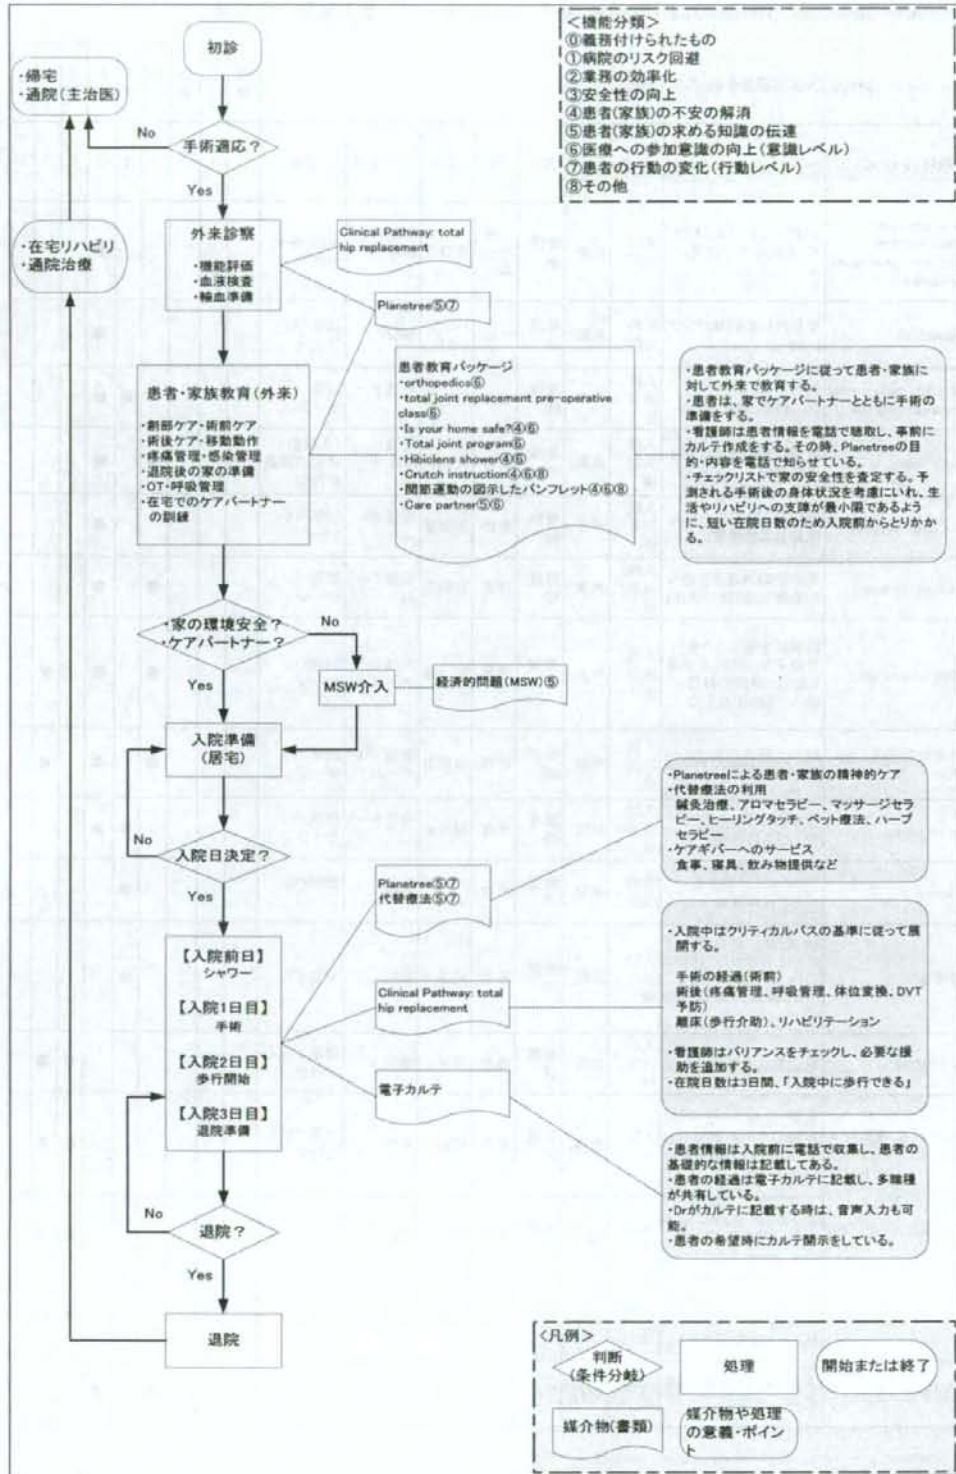 初診
・帰宅
・通院(主治医)
No
手術適応？
Yes
<機能分類>
⓪義務付けられたもの
①病院のリスク回避
②業務の効率化
③安全性の向上
④患者(家族)の不安の解消
⑤患者(家族)の求める知識の伝達
⑥医療への参加意識の向上(意識レベル)
⑦患者の行動の変化(行動レベル)
⑧その他
・在宅リハビリ
・通院治療
外来診察
・機能評価
・血液検査
・輸血準備
Clinical Pathway: total
hip replacement
Planetree⑤⑦
患者・家族教育(外来)
・創部ケア・術前ケア
・術後ケア・移動動作
・疼痛管理・感染管理
・退院後の家の準備
・OT・呼吸管理
・在宅でのケアパートナー
の訓練
患者教育パッケージ
・orthopedics⑥
・total joint replacement pre-operative
class⑥
・Is your home safe?④⑥
・Total joint program⑥
・Hibiclens shower④⑥
・Crutch instruction④⑥⑧
・関節運動の図示したパンフレット④⑥⑧
・Care partner⑤⑥
・患者教育パッケージに従って患者・家族に
対して外来で教育する。
・患者は、家でケアパートナーとともに手術の
準備をする。
・看護師は患者情報を電話で聴取し、事前に
カルテ作成をする。その時、Planetreeの目
的・内容を電話で知らせている。
・チェックリストで家の安全性を査定する。予
測される手術後の身体状況を考慮にいれ、生
活やリハビリへの支障が最小限であるよう
に、短い在院日数のため入院前からとりかか
る。
・家の環境安全？
・ケアパートナー？
No
Yes
MSW介入
経済的問題(MSW)⑤
入院準備
(居宅)
No
入院日決定？
Yes
・Planetreeによる患者・家族の精神的ケア
・代替療法の利用
鍼灸治療、アロマセラピー、マッサージセラ
ピー、ヒーリングタッチ、ペット療法、ハーブ
セラピー
・ケアギバーへのサービス
食事、寝具、飲み物提供など
Planetree⑤⑦
代替療法⑤⑦
【入院前日】
シャワー
【入院1日目】
手術
【入院2日目】
歩行開始
【入院3日目】
退院準備
Clinical Pathway: total
hip replacement
電子カルテ
・入院中はクリティカルパスの基準に従って展
開する。
手術の経過(術前)
術後(疼痛管理、呼吸管理、体位変換、DVT
予防)
離床(歩行介助)、リハビリテーション
・看護師はバリアンスをチェックし、必要な援
助を追加する。
・在院日数は3日間、「入院中に歩行できる」
・患者情報は入院前に電話で収集し、患者の
基礎的な情報は記載してある。
・患者の経過は電子カルテに記載し、多職種
が共有している。
・Drがカルテに記載する時は、音声入力も可
能。
・患者の希望時にカルテ開示をしている。
No
退院？
Yes
退院
<凡例>
判断
(条件分岐)
処理
開始または終了
媒介物(書類)
媒介物や処理
の意義・ポイン
ト